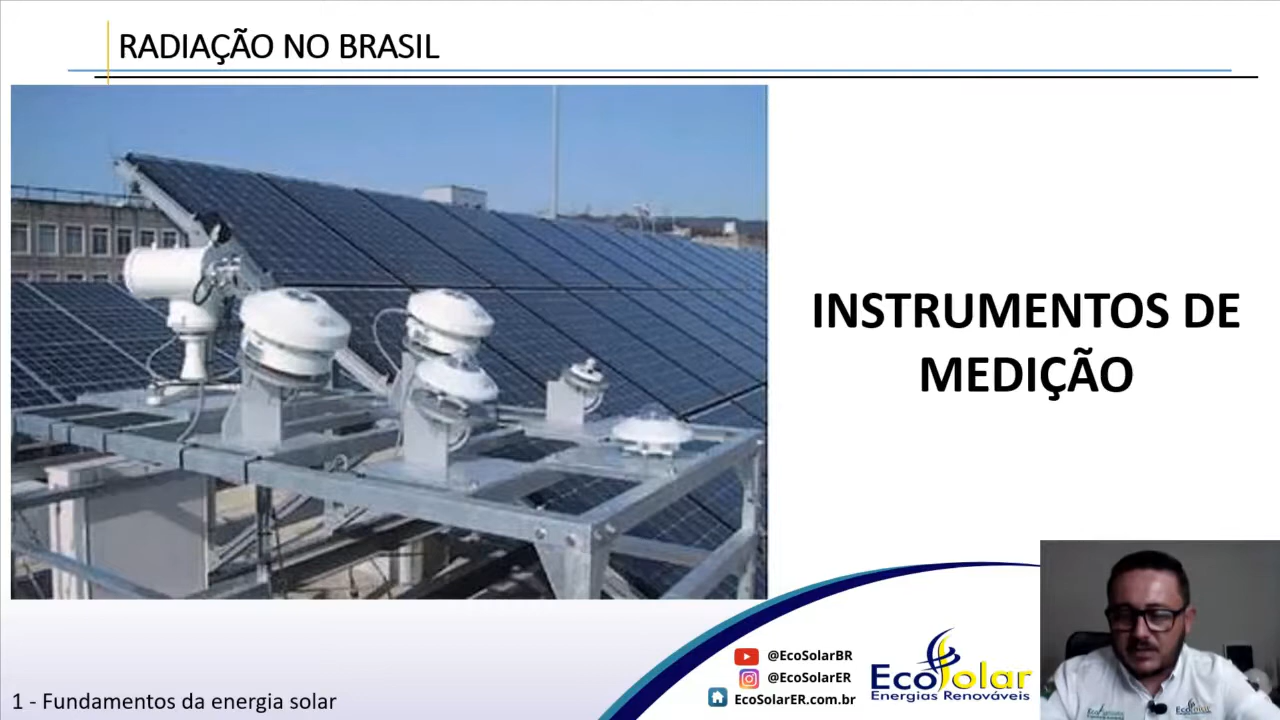 RADIAÇÃO NO BRASIL
INSTRUMENTOS DE
MEDIÇÃO
@EcoSolarBR
@EcoSolarER
EcoSolarER.com.br
EcoSolar
Energias Renováveis
1 - Fundamentos da energia solar